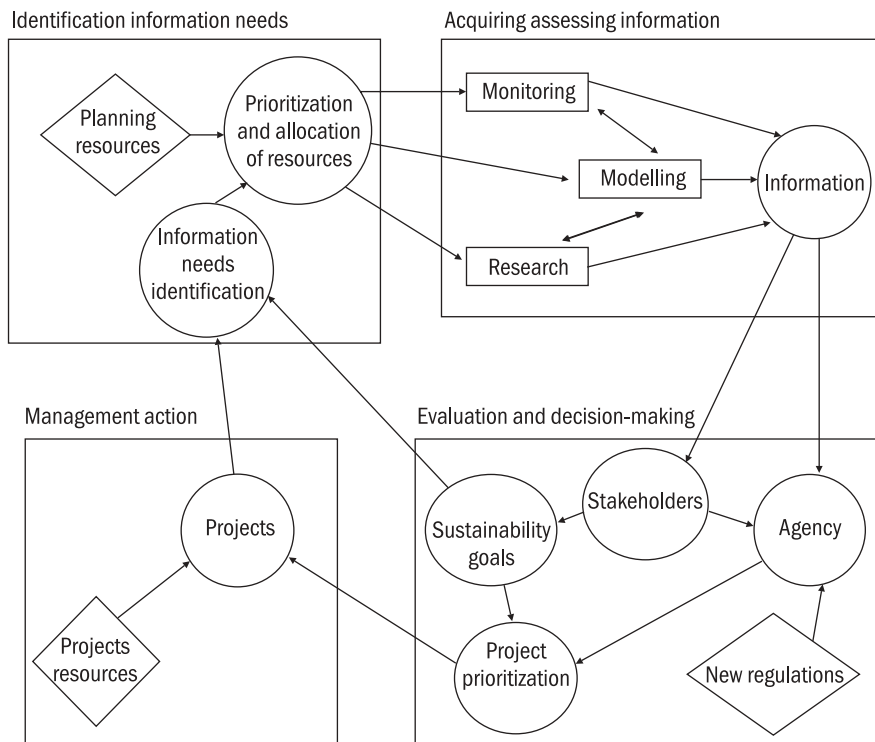 Identification information needs
Planning
resources
Prioritization
and allocation
of resources
Information
needs
identification
Acquiring assessing information
Monitoring
Modelling
Research
Information
Management action
Projects
Projects
resources
Evaluation and decision-making
Sustainability
goals
Stakeholders
Agency
Project
prioritization
New regulations